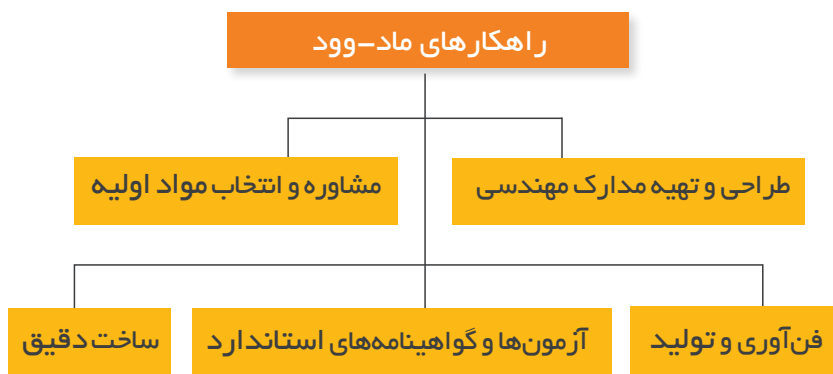 راهکارهای ماد-وود
طراحی و تهیه مدارک مهندسی
مشاوره و انتخاب مواد اولیه
فن‌آوری و تولید
آزمون‌ها و گواهینامه‌های استاندارد
ساخت دقیق